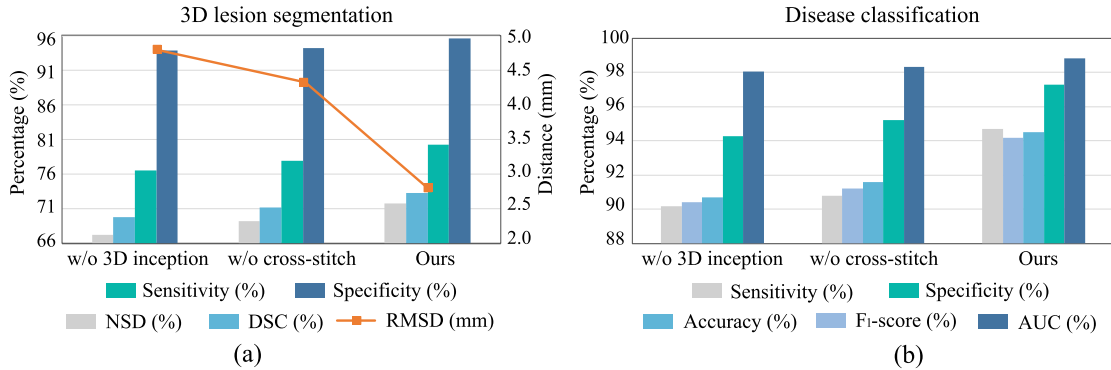 3D lesion segmentation
Percentage (%)
96
91
86
81
76
71
66
5.0
4.5
4.0
3.5
3.0
2.5
2.0
Distance (mm)
w/o 3D inception w/o cross-stitch Ours
Sensitivity (%) Specificity (%)
NSD (%) DSC (%) RMSD (mm)
(a)
Disease classification
Percentage (%)
100
98
96
94
92
90
88
w/o 3D inception w/o cross-stitch Ours
Sensitivity (%) Specificity (%)
Accuracy (%) F₁-score (%) AUC (%)
(b)